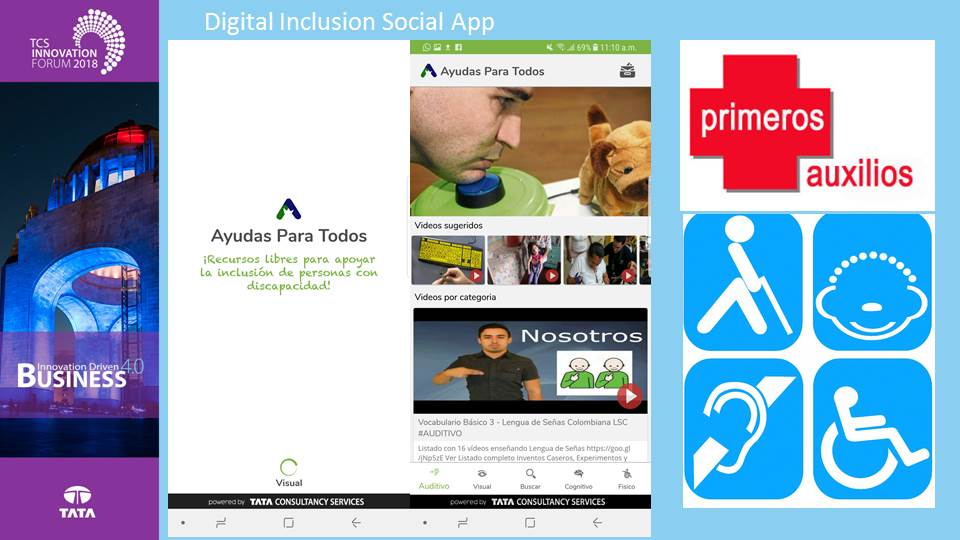 Digital Inclusion Social App
TCS
INNOVATION
FORUM 2018
Innovation Driven
BUSINESS 4.0
TATA
Ayudas Para Todos
¡Recursos libres para apoyar
la inclusión de personas con
discapacidad!
Visual
powered by TATA CONSULTANCY SERVICES
69% 11:10 a.m.
Ayudas Para Todos
Videos sugeridos
Videos por categoria
Nosotros
Vocabulario Básico 3 - Lengua de Señas Colombiana LSC
#AUDITIVO
Listado con 16 vídeos enseñando Lengua de Señas https://goo.gl
/jNpSzE Ver Listado completo Inventos Caseros, Experimentos y
Auditivo Visual Buscar Cognitivo Fisico
powered by TATA CONSULTANCY SERVICES
primeros
auxilios